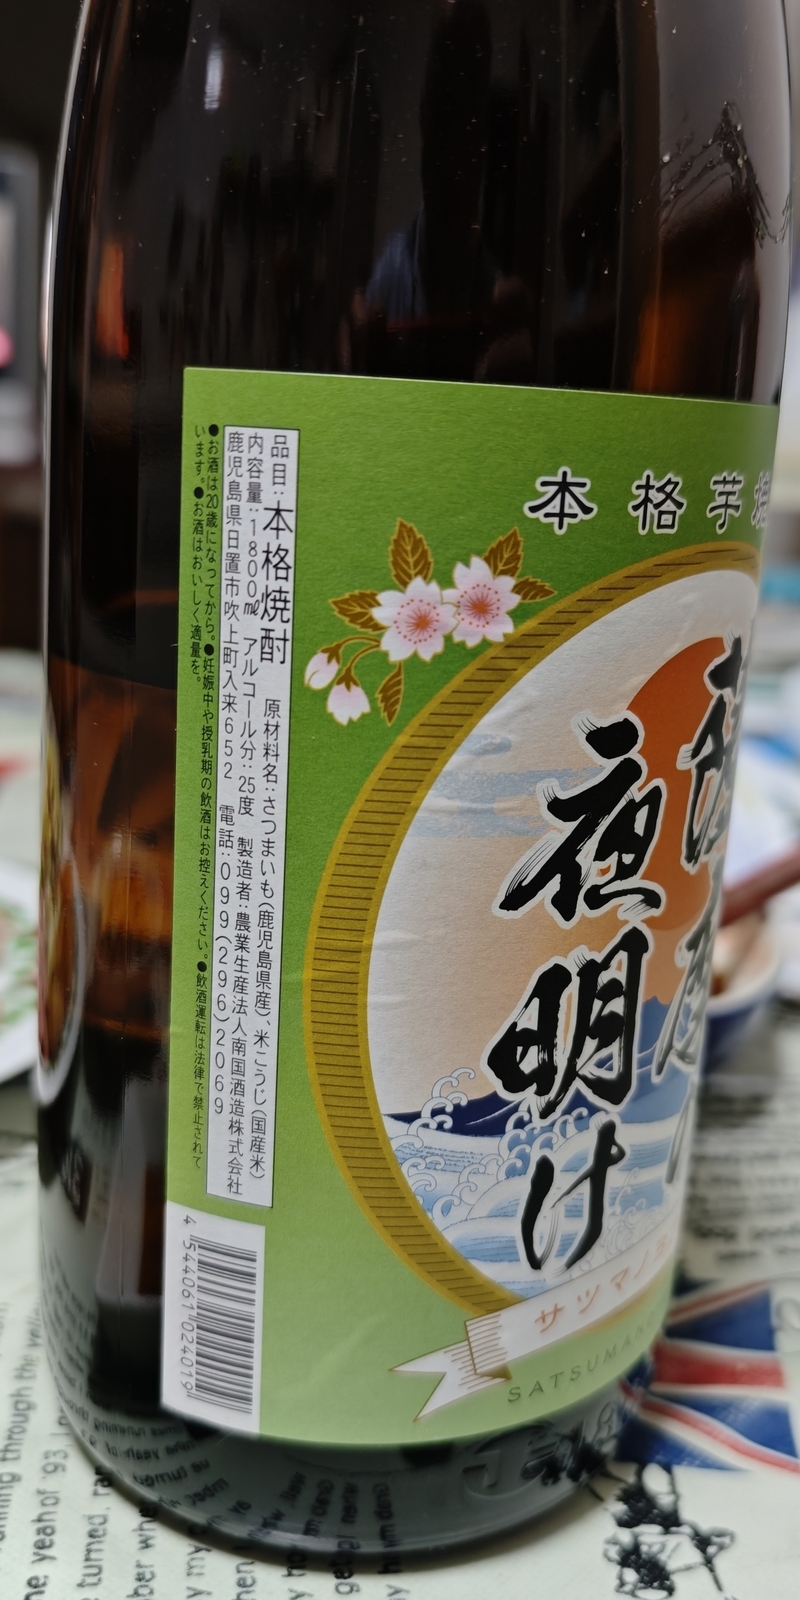 本格芋焼
薩摩
夜明け
サツマノヨ
SATSUMANO
品目：本格焼酎　原材料名：さつまいも（鹿児島県産）、米こうじ（国産米）
内容量：1800㎖　アルコール分：25度　製造者：農業生産法人南国酒造株式会社
鹿児島県日置市吹上町入来652　電話：099(296)2069
●お酒は20歳になってから。●妊娠中や授乳期の飲酒はお控えください。●飲酒運転は法律で禁止されて
います。●お酒はおいしく適量を。
4 544061 024019